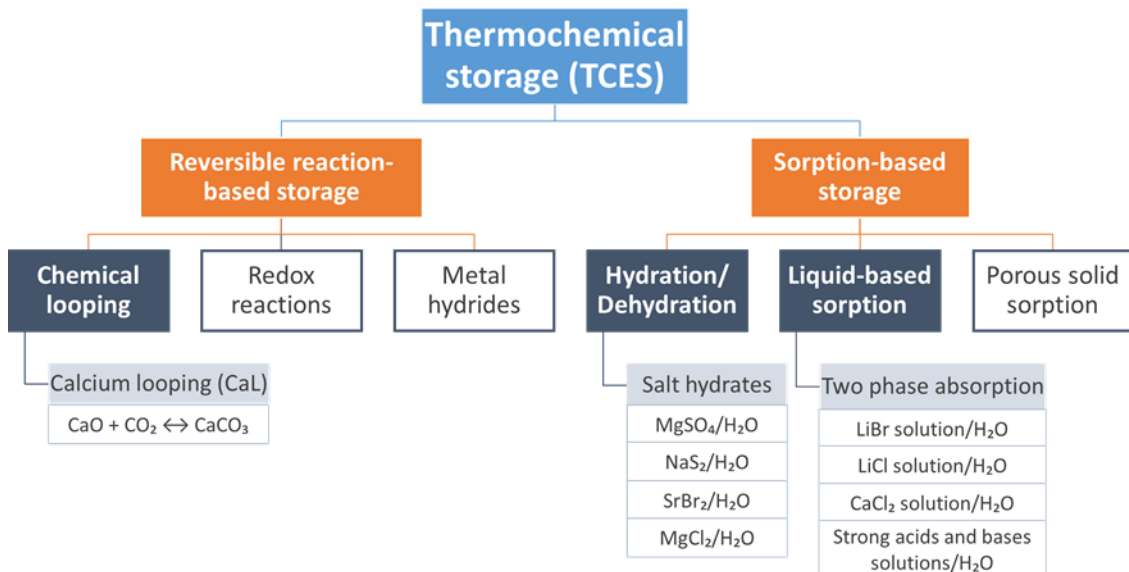 Thermochemical
storage (TCES)
Reversible reaction-
based storage
Sorption-based
storage
Chemical
looping
Redox
reactions
Metal
hydrides
Hydration/
Dehydration
Liquid-based
sorption
Porous solid
sorption
Calcium looping (CaL)
CaO + CO₂ ↔ CaCO₃
Salt hydrates
MgSO₄/H₂O
NaS₂/H₂O
SrBr₂/H₂O
MgCl₂/H₂O
Two phase absorption
LiBr solution/H₂O
LiCl solution/H₂O
CaCl₂ solution/H₂O
Strong acids and bases
solutions/H₂O